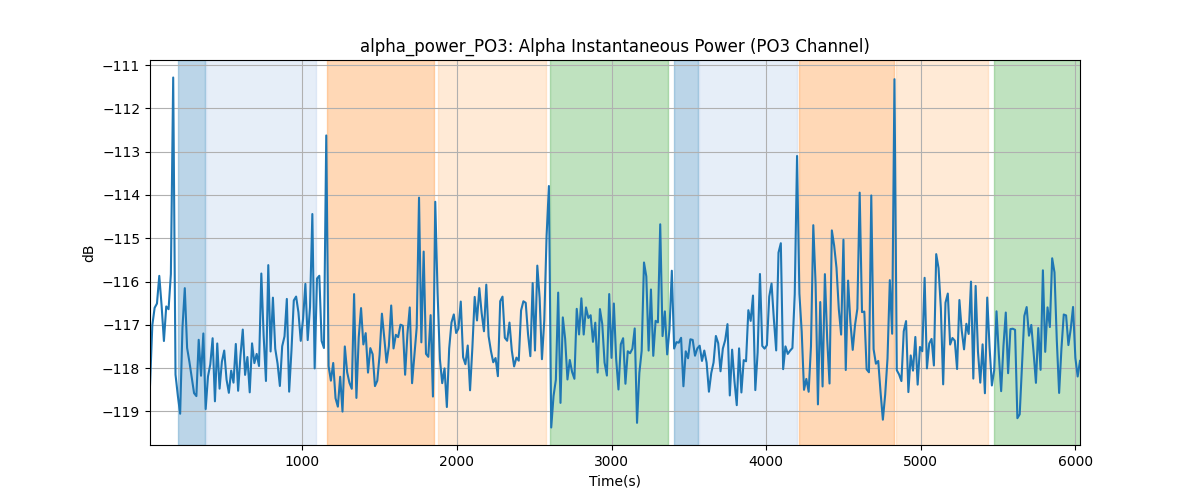 alpha_power_PO3: Alpha Instantaneous Power (PO3 Channel)
−111
−112
−113
−114
−115
−116
−117
−118
−119
dB
1000 2000 3000 4000 5000 6000
Time(s)